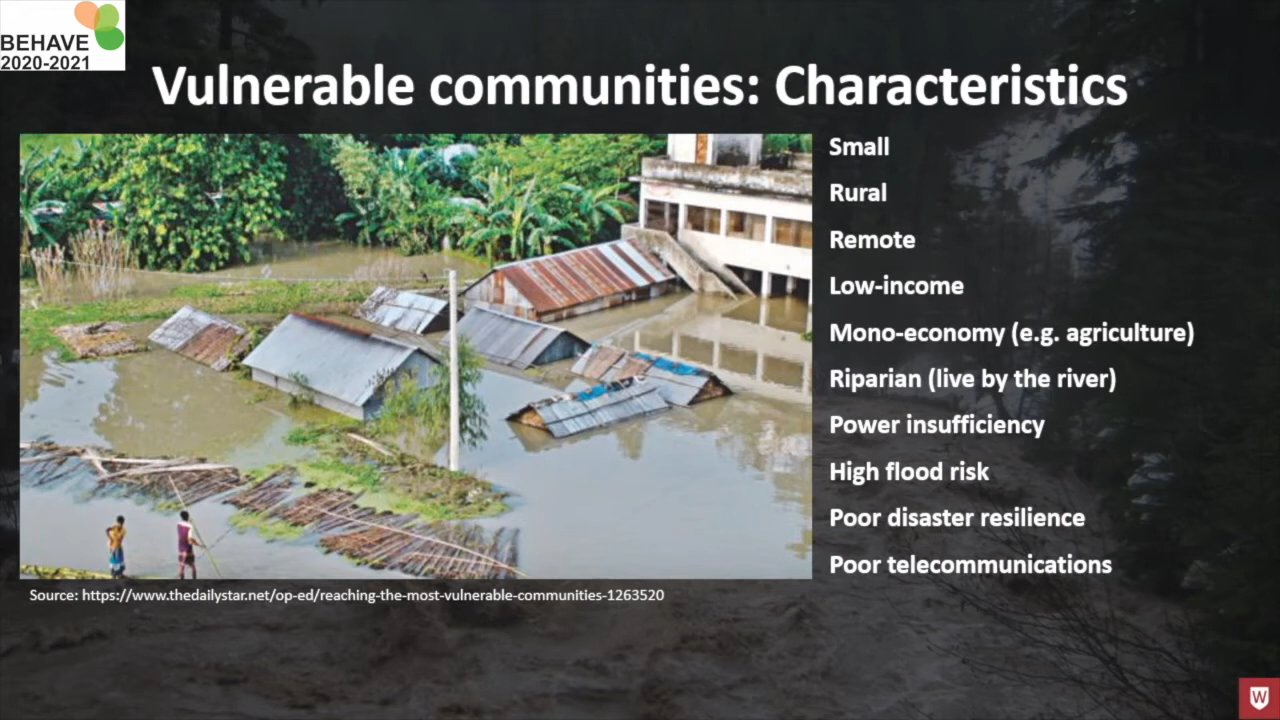 BEHAVE
2020-2021
Vulnerable communities: Characteristics
Small
Rural
Remote
Low-income
Mono-economy (e.g. agriculture)
Riparian (live by the river)
Power insufficiency
High flood risk
Poor disaster resilience
Poor telecommunications
Source: https://www.thedailystar.net/op-ed/reaching-the-most-vulnerable-communities-1263520
W